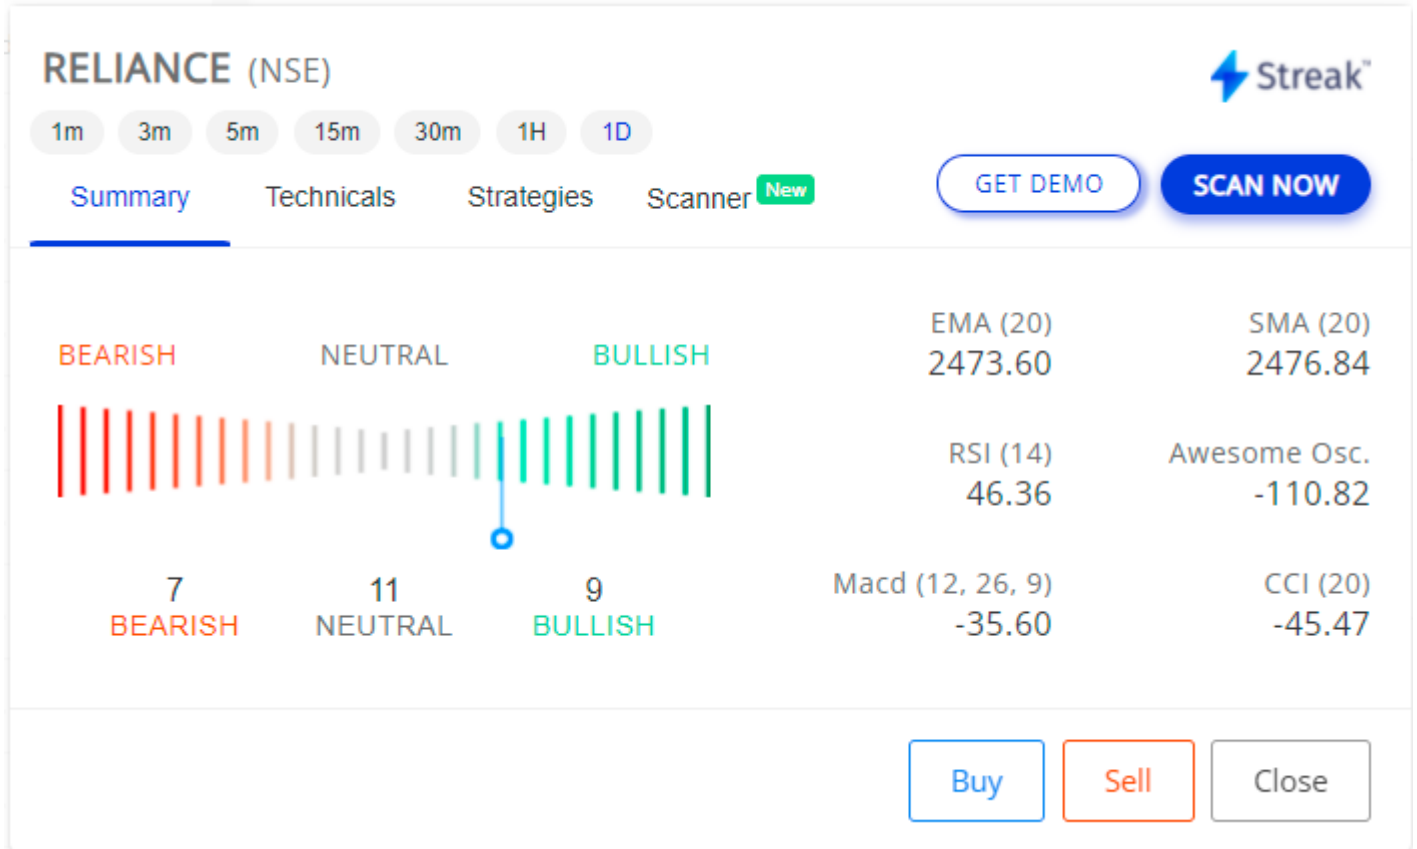 RELIANCE (NSE)
Streak™
1m 3m 5m 15m 30m 1H 1D
Summary Technicals Strategies Scanner New
GET DEMO SCAN NOW
BEARISH NEUTRAL BULLISH
7 11 9
BEARISH NEUTRAL BULLISH
EMA (20) SMA (20)
2473.60 2476.84
RSI (14) Awesome Osc.
46.36 -110.82
Macd (12, 26, 9) CCI (20)
-35.60 -45.47
Buy Sell Close